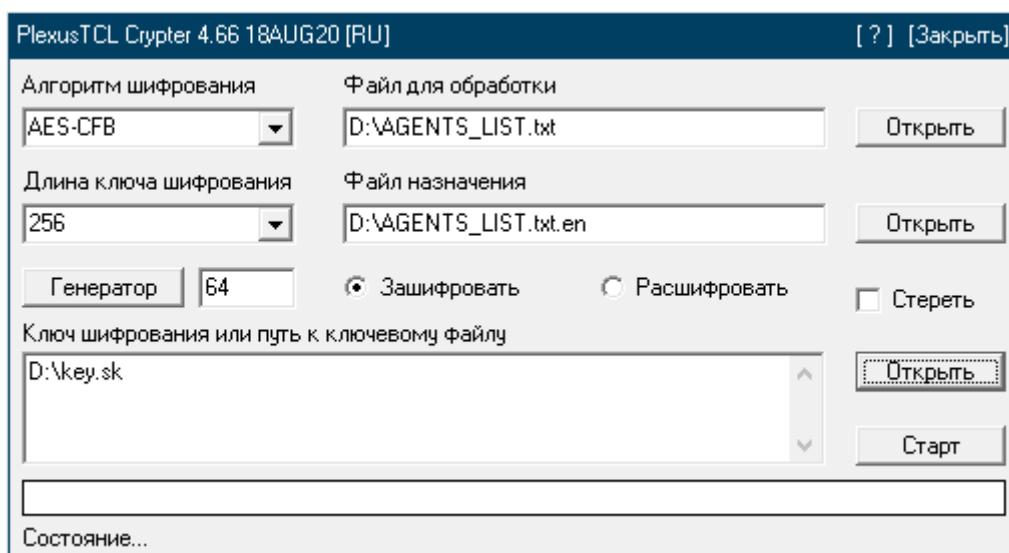 PlexusTCL Crypter 4.66 18AUG20 [RU] [ ? ] [Закрыть]
Алгоритм шифрования Файл для обработки
AES-CFB D:\AGENTS_LIST.txt Открыть
Длина ключа шифрования Файл назначения
256 D:\AGENTS_LIST.txt.en Открыть
Генератор 64 Зашифровать Расшифровать Стереть
Ключ шифрования или путь к ключевому файлу
D:\key.sk Открыть
Старт
Состояние...